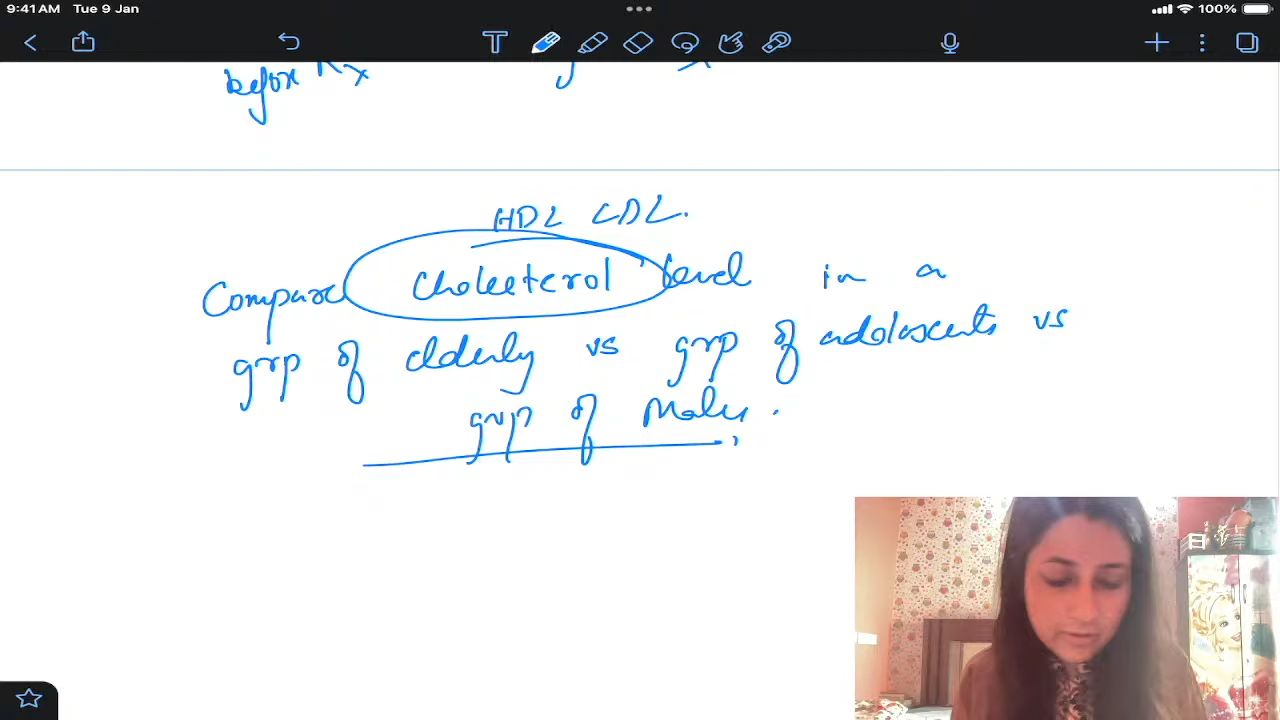 9:41 AM Tue 9 Jan
100%
T
before Rx
HDL LDL.
Compare Cholesterol level in a
grp of elderly vs grp of adolescents vs
grp of Males.